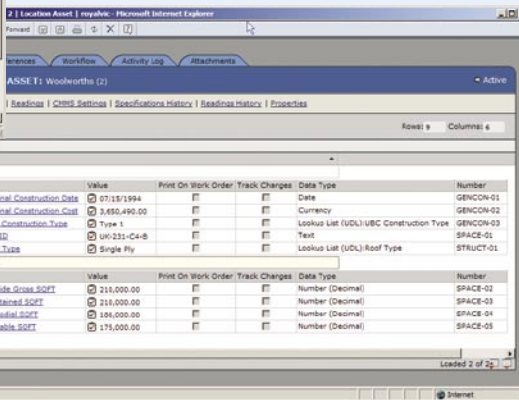 2 | Location Asset | royalvic - Microsoft Internet Explorer
Forward
erences Workflow Activity Log Attachments
ASSET: Woolworths (2) Active
| Readings | CMMS Settings | Specifications History | Readings History | Properties
Rows: 9 Columns: 6
Value Print On Work Order Track Changes Data Type Number
nal Construction Date 07/15/1994 Date GENCON-01
nal Construction Cost 3,650,490.00 Currency GENCON-02
Construction Type Type 1 Lookup List (UDL):UBC Construction Type GENCON-03
ID UK-231-C4-B Text SPACE-01
Type Single Ply Lookup List (UDL):Roof Type STRUCT-01
Value Print On Work Order Track Changes Data Type Number
ide Gross SQFT 210,000.00 Number (Decimal) SPACE-02
tained SQFT 210,000.00 Number (Decimal) SPACE-03
odial SQFT 186,000.00 Number (Decimal) SPACE-04
able SQFT 175,000.00 Number (Decimal) SPACE-05
Loaded 2 of 2
Internet